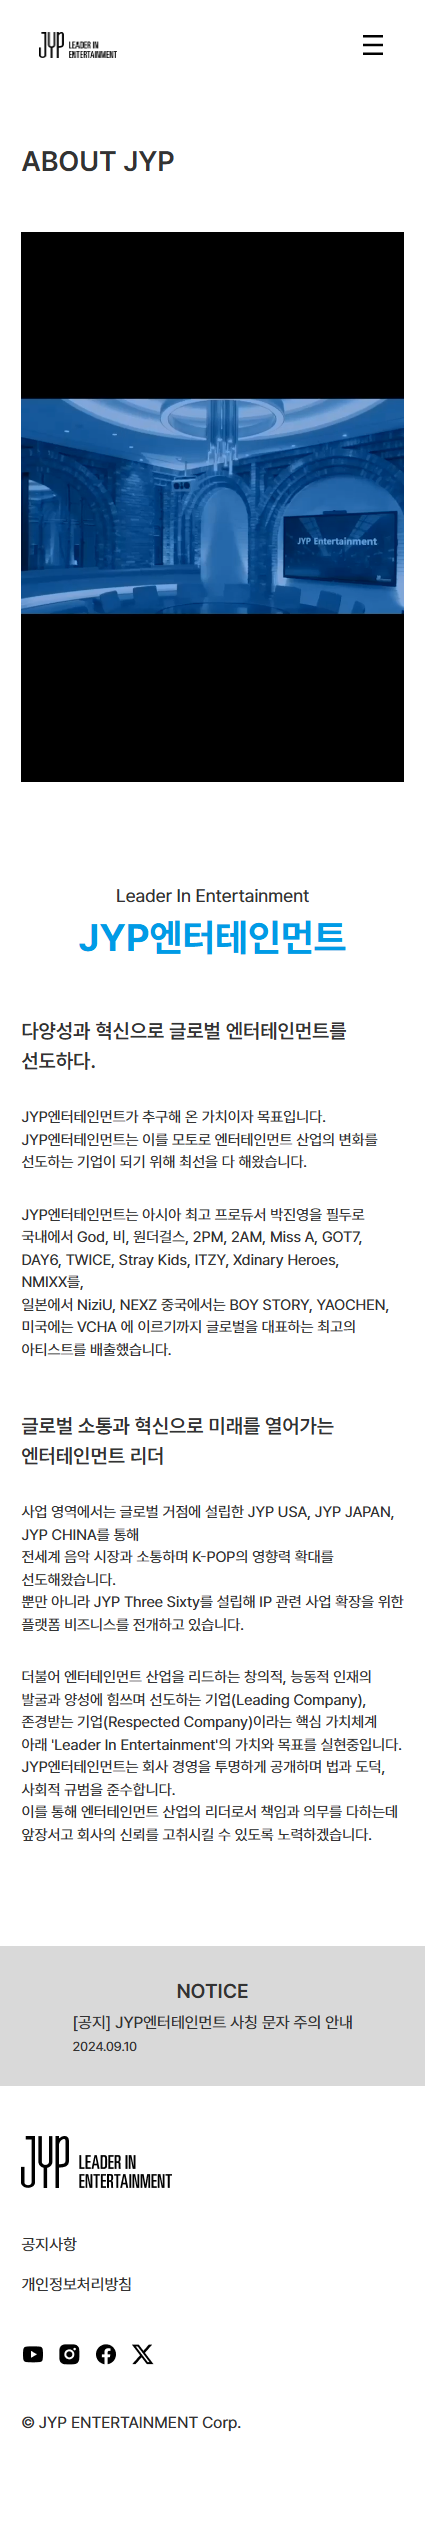 JYP LEADER IN
ENTERTAINMENT
ABOUT JYP
JYP Entertainment
Leader In Entertainment
JYP엔터테인먼트
다양성과 혁신으로 글로벌 엔터테인먼트를
선도하다.
JYP엔터테인먼트가 추구해 온 가치이자 목표입니다.
JYP엔터테인먼트는 이를 모토로 엔터테인먼트 산업의 변화를
선도하는 기업이 되기 위해 최선을 다 해왔습니다.
JYP엔터테인먼트는 아시아 최고 프로듀서 박진영을 필두로
국내에서 God, 비, 원더걸스, 2PM, 2AM, Miss A, GOT7,
DAY6, TWICE, Stray Kids, ITZY, Xdinary Heroes,
NMIXX를,
일본에서 NiziU, NEXZ 중국에서는 BOY STORY, YAOCHEN,
미국에는 VCHA 에 이르기까지 글로벌을 대표하는 최고의
아티스트를 배출했습니다.
글로벌 소통과 혁신으로 미래를 열어가는
엔터테인먼트 리더
사업 영역에서는 글로벌 거점에 설립한 JYP USA, JYP JAPAN,
JYP CHINA를 통해
전세계 음악 시장과 소통하며 K-POP의 영향력 확대를
선도해왔습니다.
뿐만 아니라 JYP Three Sixty를 설립해 IP 관련 사업 확장을 위한
플랫폼 비즈니스를 전개하고 있습니다.
더불어 엔터테인먼트 산업을 리드하는 창의적, 능동적 인재의
발굴과 양성에 힘쓰며 선도하는 기업(Leading Company),
존경받는 기업(Respected Company)이라는 핵심 가치체계
아래 'Leader In Entertainment'의 가치와 목표를 실현중입니다.
JYP엔터테인먼트는 회사 경영을 투명하게 공개하며 법과 도덕,
사회적 규범을 준수합니다.
이를 통해 엔터테인먼트 산업의 리더로서 책임과 의무를 다하는데
앞장서고 회사의 신뢰를 고취시킬 수 있도록 노력하겠습니다.
NOTICE
[공지] JYP엔터테인먼트 사칭 문자 주의 안내
2024.09.10
JYP LEADER IN
ENTERTAINMENT
공지사항
개인정보처리방침
© JYP ENTERTAINMENT Corp.